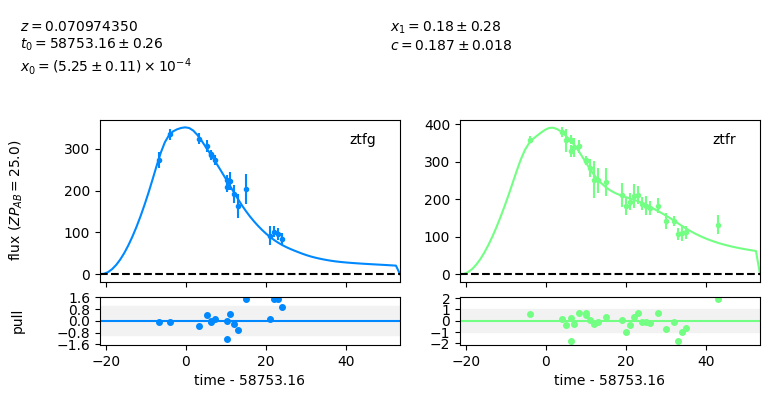 z = 0.070974350
t₀ = 58753.16 ± 0.26
x₀ = (5.25 ± 0.11) × 10⁻⁴
x₁ = 0.18 ± 0.28
c = 0.187 ± 0.018
flux (ZP_AB = 25.0)
300
200
100
0
ztfg
400
300
200
100
0
ztfr
pull
1.6
0.8
0.0
−0.8
−1.6
−20
0
20
40
time - 58753.16
2
1
0
−1
−2
−20
0
20
40
time - 58753.16